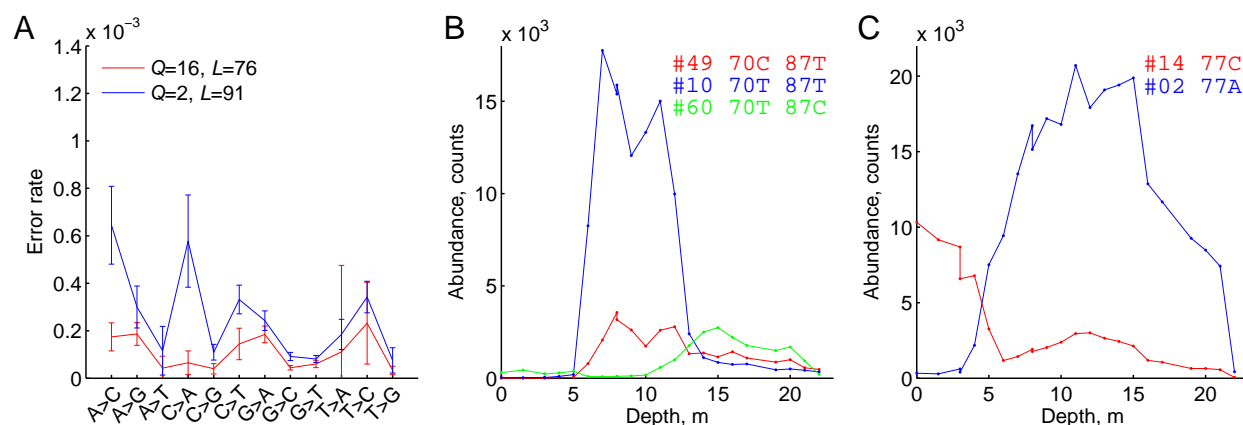 A
x 10⁻³
1.4
1.2
1
0.8
0.6
0.4
0.2
0
Error rate
Q=16, L=76
Q=2, L=91
A>C
A>G
A>T
C>A
C>G
C>T
G>A
G>C
G>T
T>A
T>C
T>G
B
x 10³
15
10
5
0
Abundance, counts
#49 70C 87T
#10 70T 87T
#60 70T 87C
0 5 10 15 20
Depth, m
C
x 10³
20
15
10
5
0
Abundance, counts
#14 77C
#02 77A
0 5 10 15 20
Depth, m